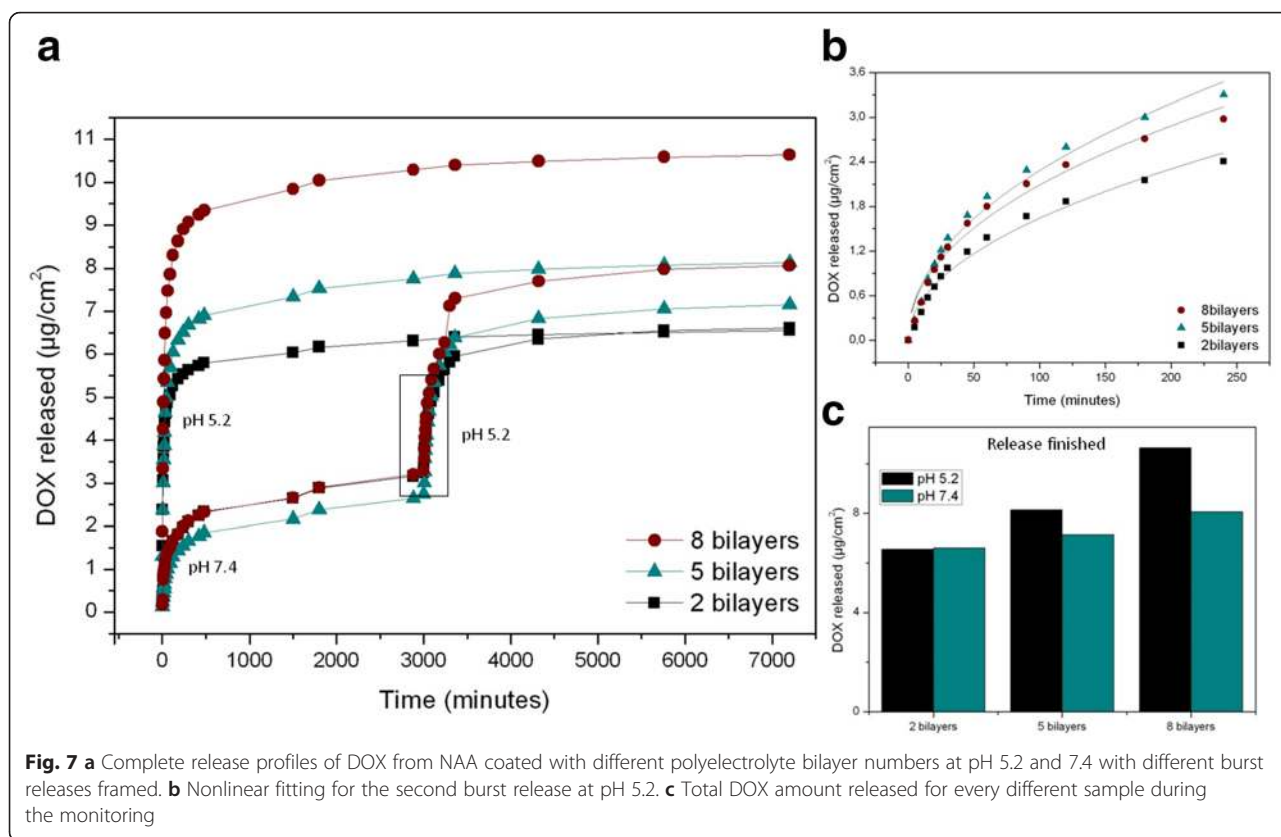 a
11
10
9
8
7
6
5
4
3
2
1
0
DOX released (µg/cm²)
pH 5.2
pH 7.4
pH 5.2
8 bilayers
5 bilayers
2 bilayers
0 1000 2000 3000 4000 5000 6000 7000
Time (minutes)
b
3,6
3,0
2,4
1,8
1,2
0,6
0,0
DOX released (µg/cm²)
8bilayers
5bilayers
2bilayers
0 50 100 150 200 250
Time (minutes)
c
Release finished
pH 5.2
pH 7.4
8
4
0
DOX released (µg/cm²)
2 bilayers 5 bilayers 8 bilayers
Fig. 7 a Complete release profiles of DOX from NAA coated with different polyelectrolyte bilayer numbers at pH 5.2 and 7.4 with different burst
releases framed. b Nonlinear fitting for the second burst release at pH 5.2. c Total DOX amount released for every different sample during
the monitoring